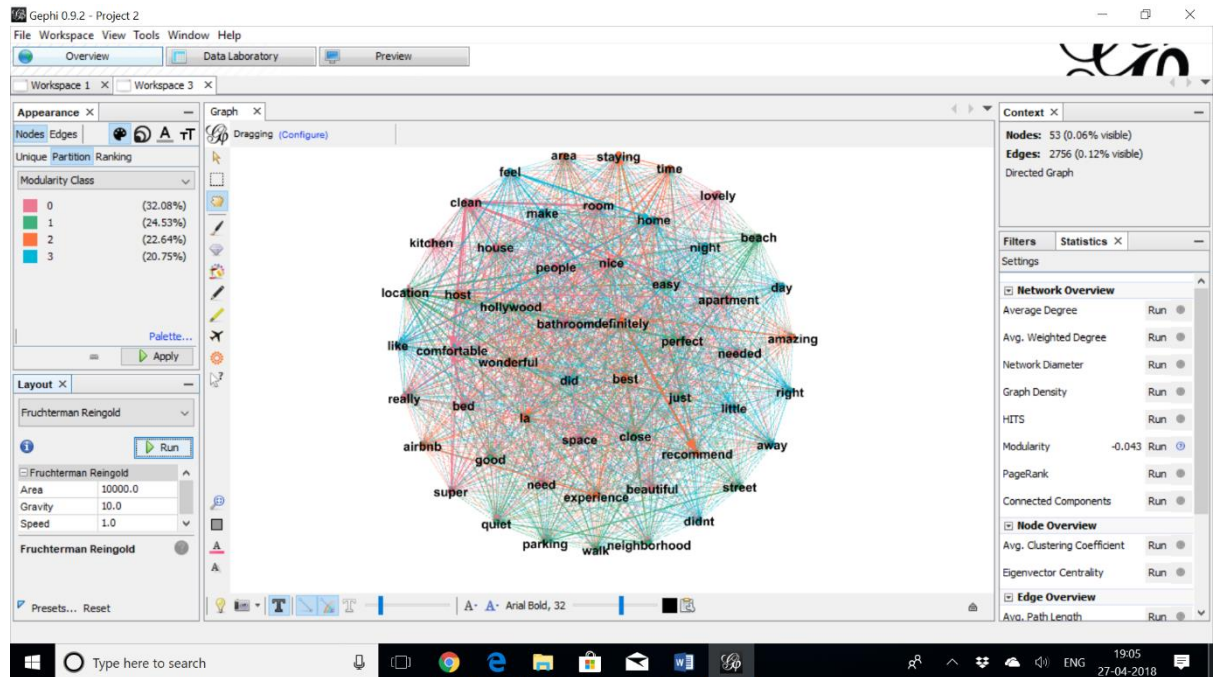 Gephi 0.9.2 - Project 2
File Workspace View Tools Window Help
Overview Data Laboratory Preview
Workspace 1 X Workspace 3 X
Appearance X
Nodes Edges
Unique Partition Ranking
Modularity Class
0 (32.08%)
1 (24.53%)
2 (22.64%)
3 (20.75%)
Palette...
Apply
Layout X
Fruchterman Reingold
Run
Fruchterman Reingold
Area 10000.0
Gravity 10.0
Speed 1.0
Fruchterman Reingold
Presets... Reset
Graph X
Dragging (Configure)
area staying
time
feel
lovely
clean
room
make
home
beach
kitchen
house
night
people nice
easy
day
location host
apartment
hollywood
bathroomdefinitely
amazing
perfect
like comfortable
needed
wonderful
did best
right
really
just
bed
little
la
space close
airbnb
away
recommend
good
need
beautiful
street
super
experience
quiet
didnt
parking walk neighborhood
Arial Bold, 32
Context X
Nodes: 53 (0.06% visible)
Edges: 2756 (0.12% visible)
Directed Graph
Filters Statistics X
Settings
Network Overview
Average Degree Run
Avg. Weighted Degree Run
Network Diameter Run
Graph Density Run
HITS Run
Modularity -0.043 Run
PageRank Run
Connected Components Run
Node Overview
Avg. Clustering Coefficient Run
Eigenvector Centrality Run
Edge Overview
Avg. Path Length Run
Type here to search
ENG
19:05
27-04-2018